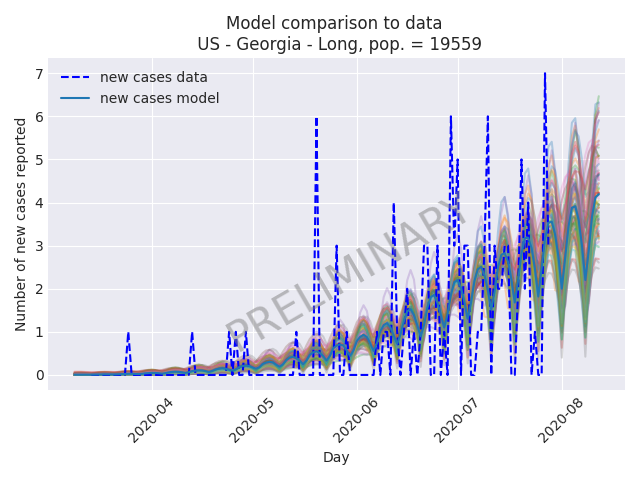 Model comparison to data
US - Georgia - Long, pop. = 19559
new cases data
new cases model
PRELIMINARY
Number of new cases reported
7
6
5
4
3
2
1
0
2020-04
2020-05
2020-06
2020-07
2020-08
Day